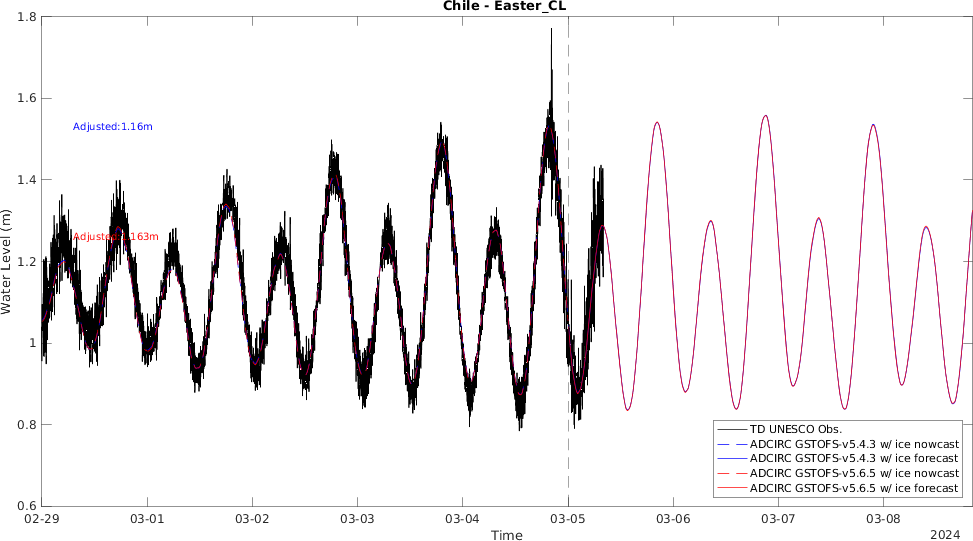 Chile - Easter_CL
1.8
1.6
1.4
1.2
1
0.8
0.6
Water Level (m)
Adjusted:1.16m
Adjusted: 163m
02-29
03-01
03-02
03-03
03-04
03-05
03-06
03-07
03-08
Time
2024
TD UNESCO Obs.
ADCIRC GSTOFS-v5.4.3 w/ ice nowcast
ADCIRC GSTOFS-v5.4.3 w/ ice forecast
ADCIRC GSTOFS-v5.6.5 w/ ice nowcast
ADCIRC GSTOFS-v5.6.5 w/ ice forecast